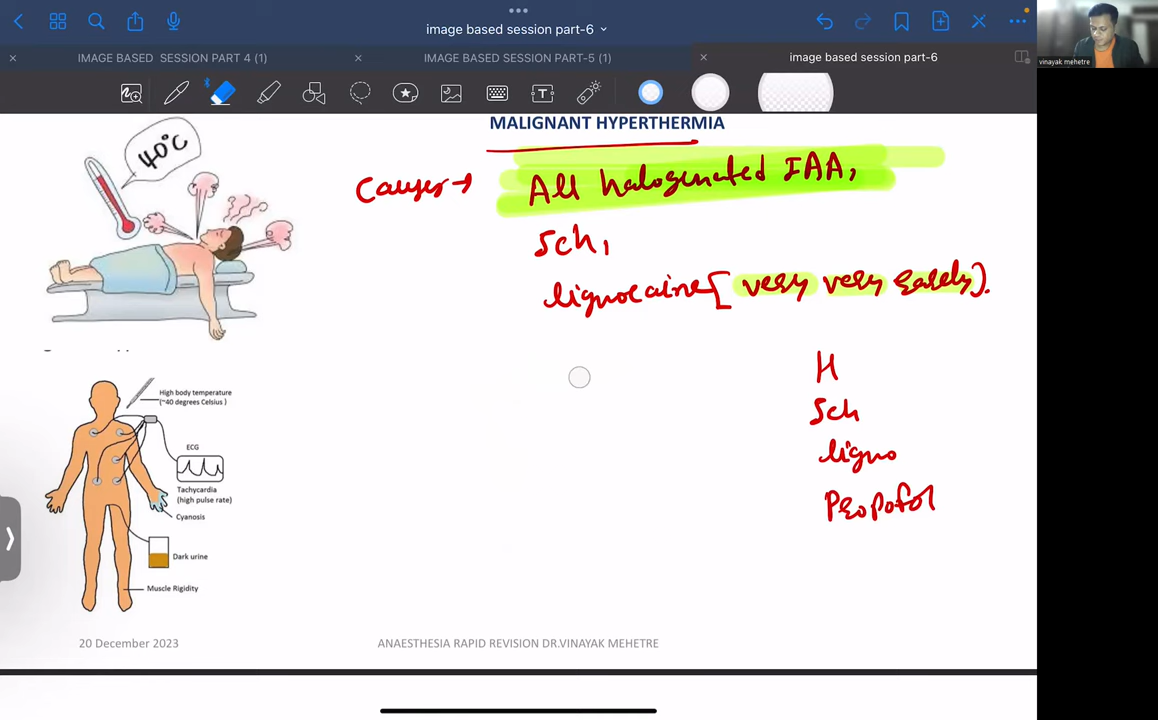 image based session part-6
IMAGE BASED SESSION PART 4 (1)
IMAGE BASED SESSION PART-5 (1)
image based session part-6
vinayak mehetre
MALIGNANT HYPERTHERMIA
40°C
Causes → All halogenated IAA,
Sch,
lignocaine [very very rarely).
H
Sch
ligno
Propofol
High body temperature
(~40 degrees Celsius )
ECG
Tachycardia
(high pulse rate)
Cyanosis
Dark urine
Muscle Rigidity
20 December 2023
ANAESTHESIA RAPID REVISION DR.VINAYAK MEHETRE